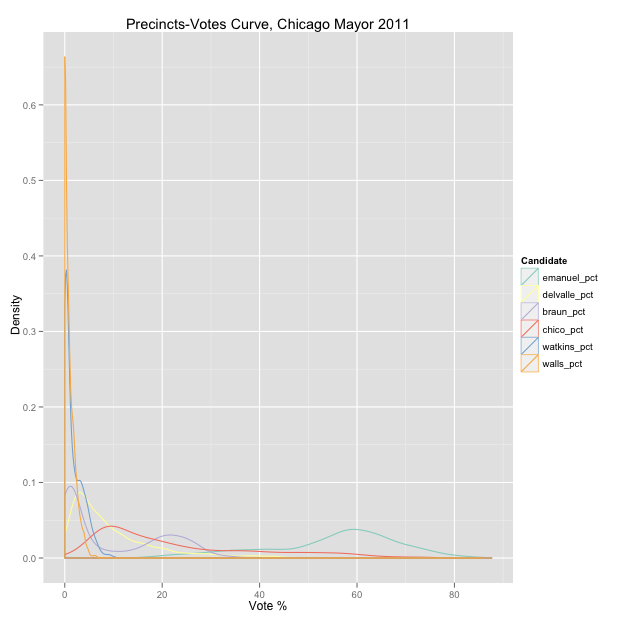 Precincts-Votes Curve, Chicago Mayor 2011
0.6
0.5
0.4
0.3
0.2
0.1
0.0
Density
0 20 40 60 80
Vote %
Candidate
emanuel_pct
delvalle_pct
braun_pct
chico_pct
watkins_pct
walls_pct